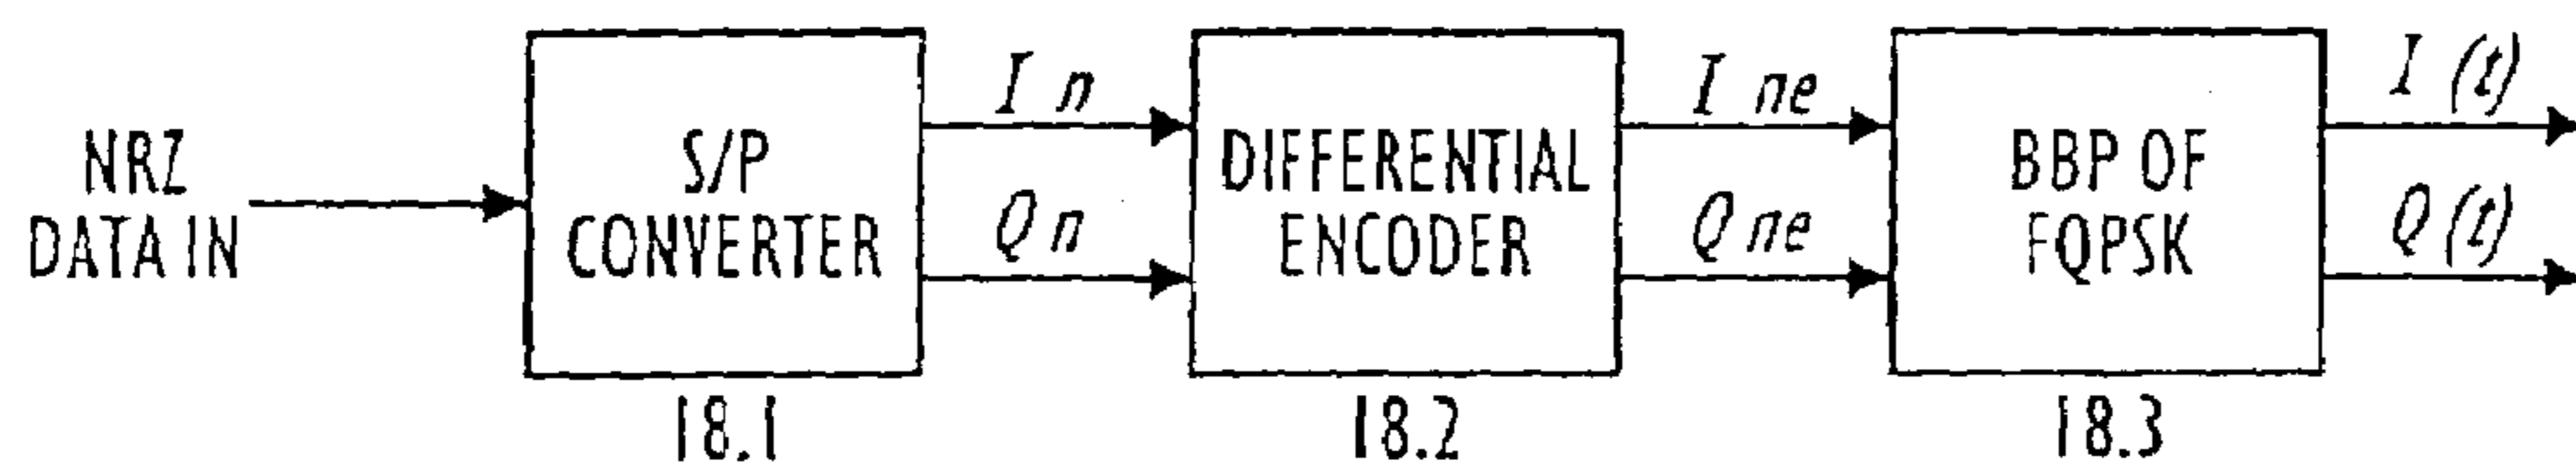 NRZ
DATA IN
S/P
CONVERTER
18.1
I n
Q n
DIFFERENTIAL
ENCODER
18.2
I ne
Q ne
BBP OF
FQPSK
18.3
I (t)
Q (t)